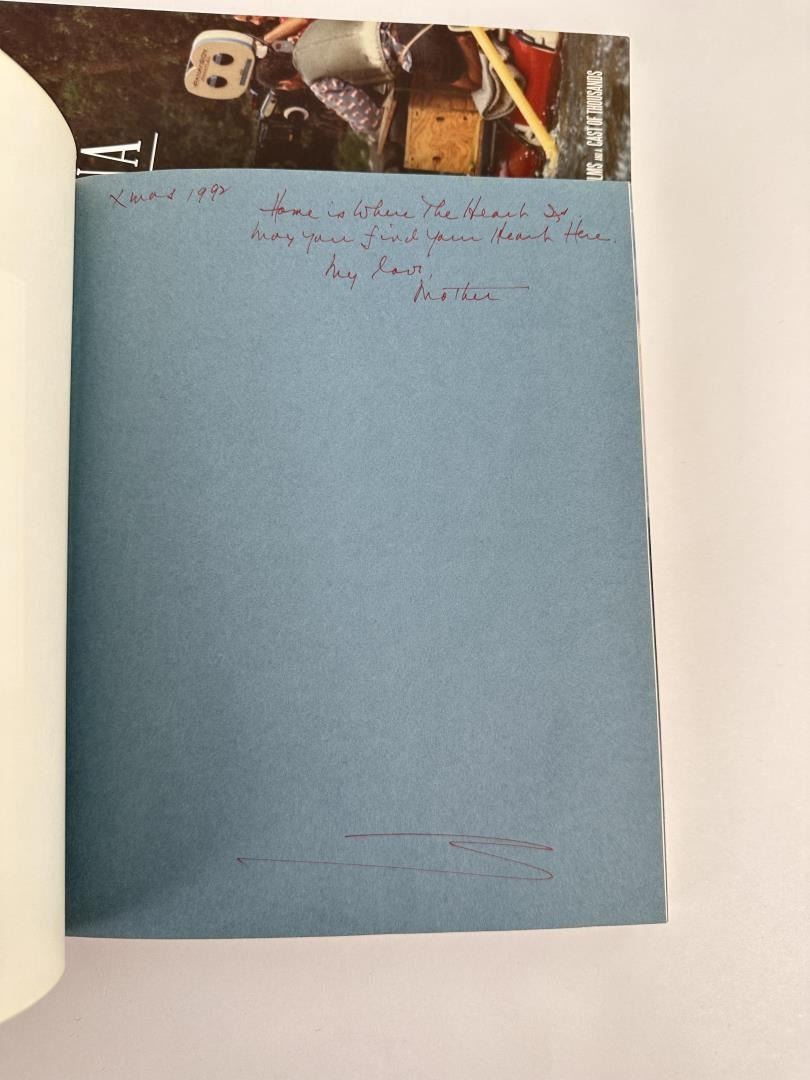 Xmas 1992
Home is Where The Heart Is,
May you find your Heart Here.
My love,
Mother
LMS AND A CAST OF THOUSANDS
IA